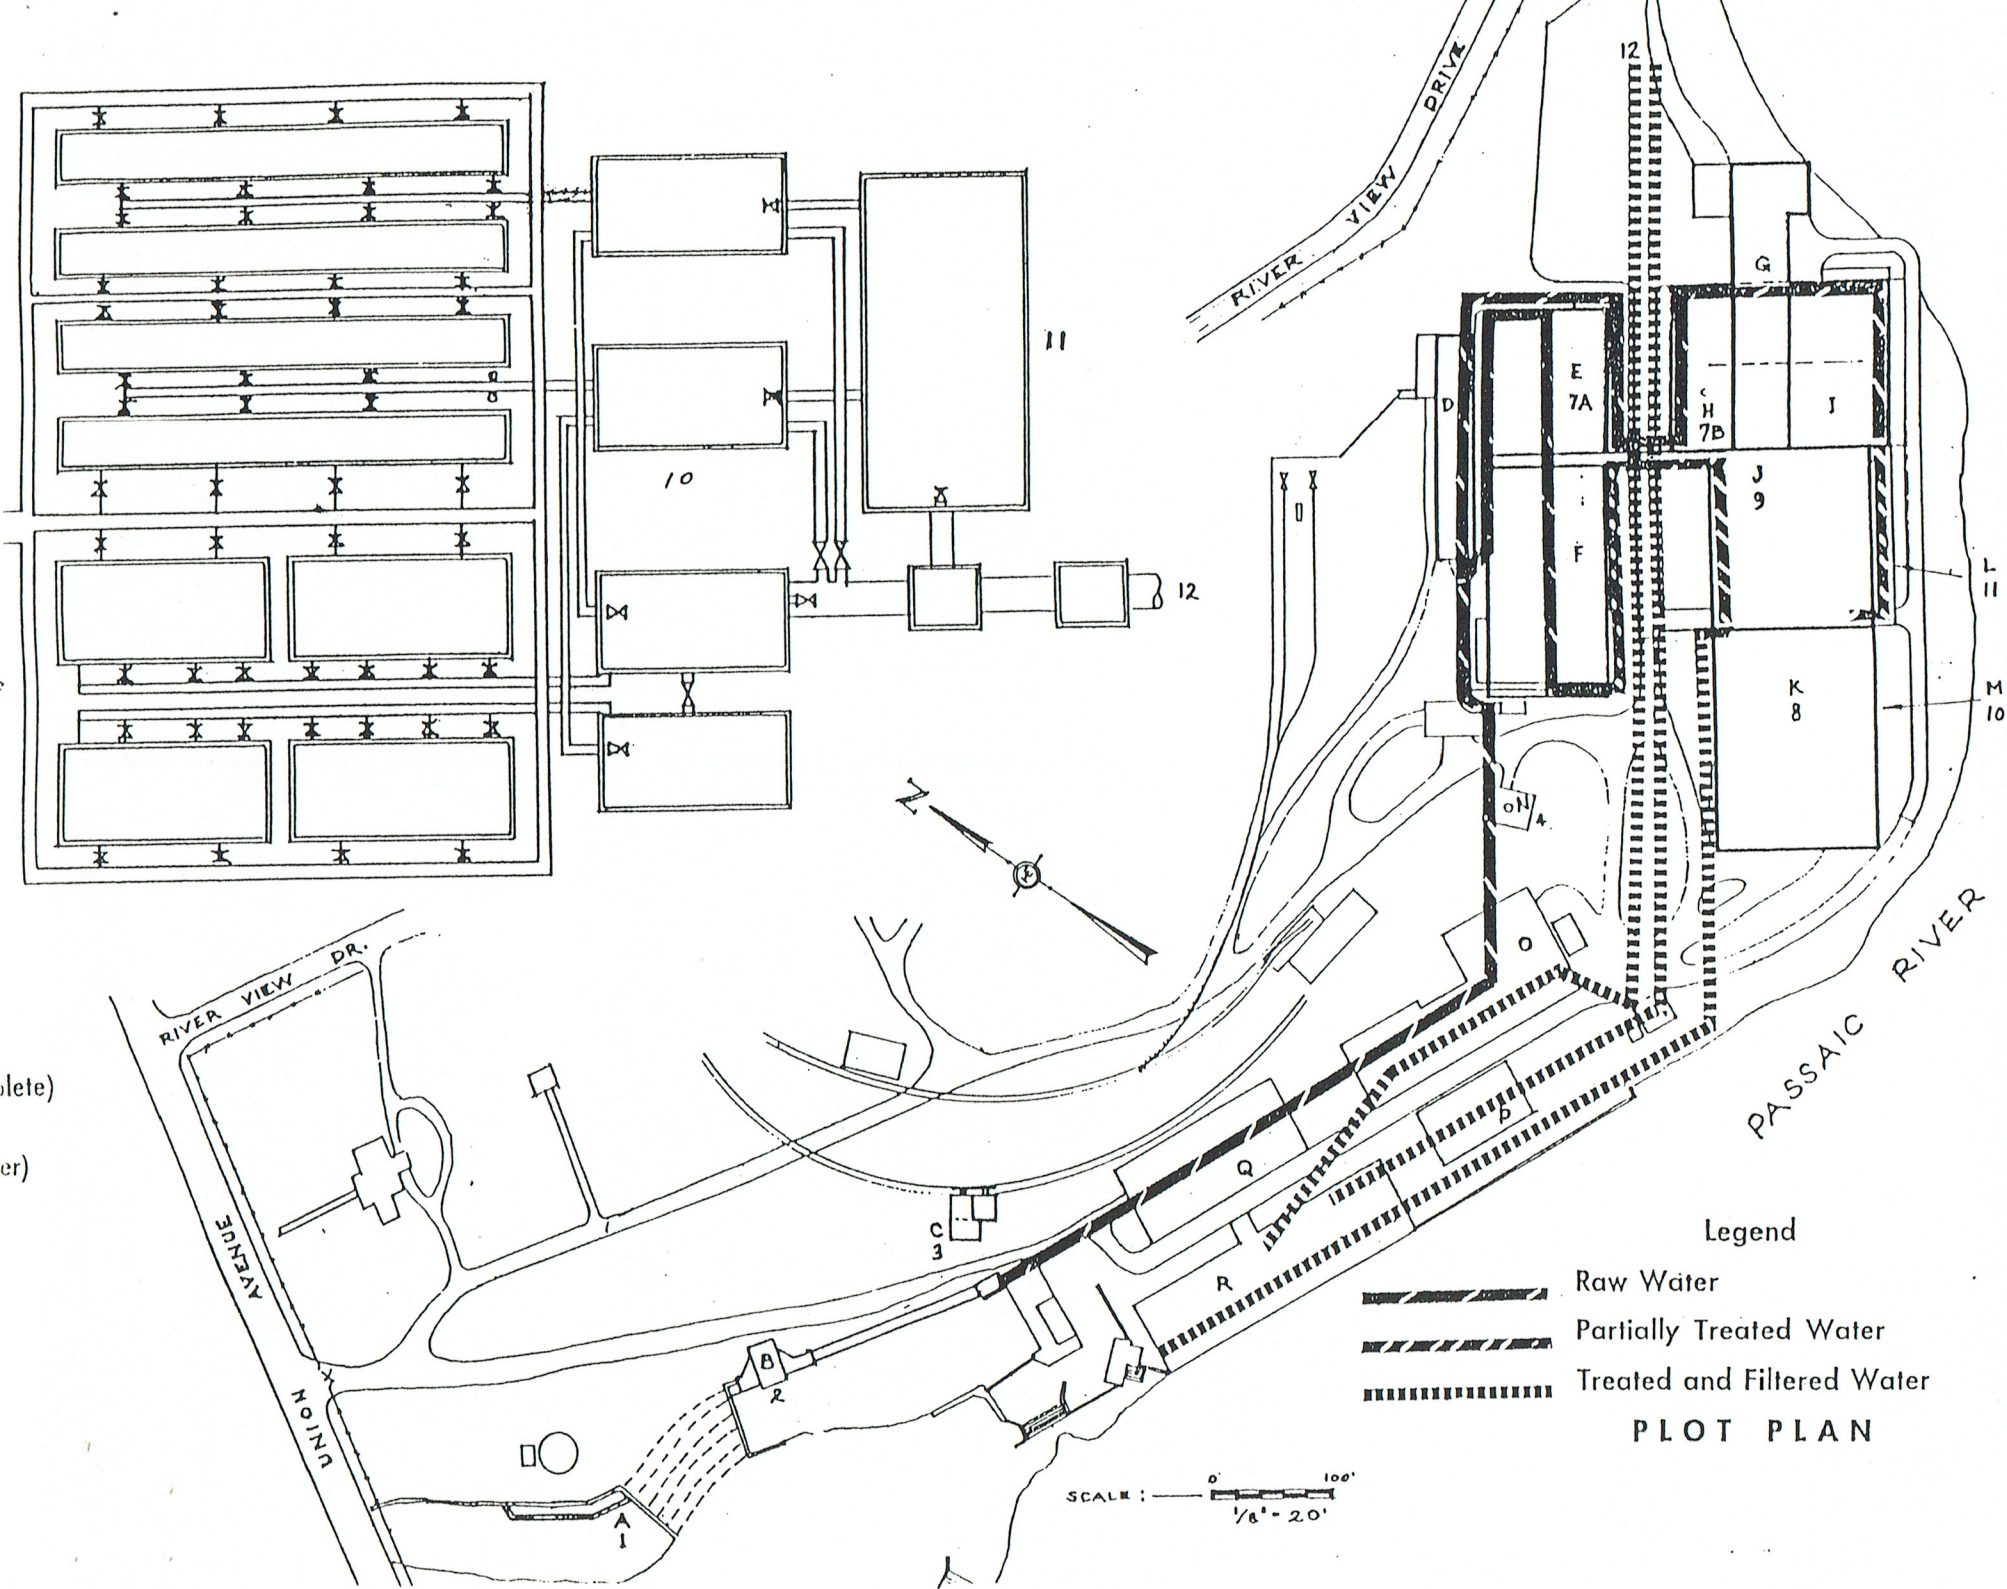 RIVER VIEW DRIVE
12
G
E
7A
D
H
7B
I
J
9
F
L
11
K
8
M
10
N
4
O
11
10
12
N
RIVER VIEW DR.
plete)
er)
UNION AVENUE
C
3
Q
P
R
B
2
A
1
PASSAIC RIVER
Legend
Raw Water
Partially Treated Water
Treated and Filtered Water
PLOT PLAN
SCALE:
0' 100'
1/8" - 20'